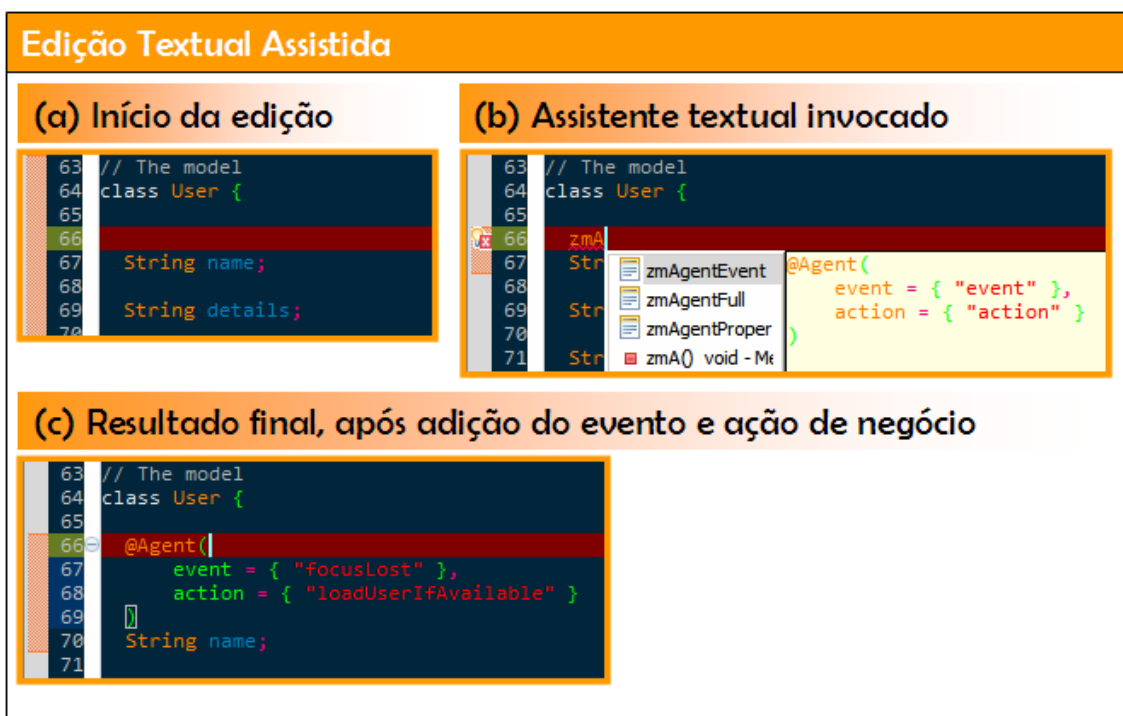 Edição Textual Assistida
(a) Início da edição
63 // The model
64 class User {
65
66
67 String name;
68
69 String details;
70
(b) Assistente textual invocado
63 // The model
64 class User {
65
66 zmA
67 Str
68
69 Str
70
71 Str
zmAgentEvent
zmAgentFull
zmAgentProper
zmA() void - Me
@Agent(
event = { "event" },
action = { "action" }
)
(c) Resultado final, após adição do evento e ação de negócio
63 // The model
64 class User {
65
66 @Agent(
67 event = { "focusLost" },
68 action = { "loadUserIfAvailable" }
69 )
70 String name;
71